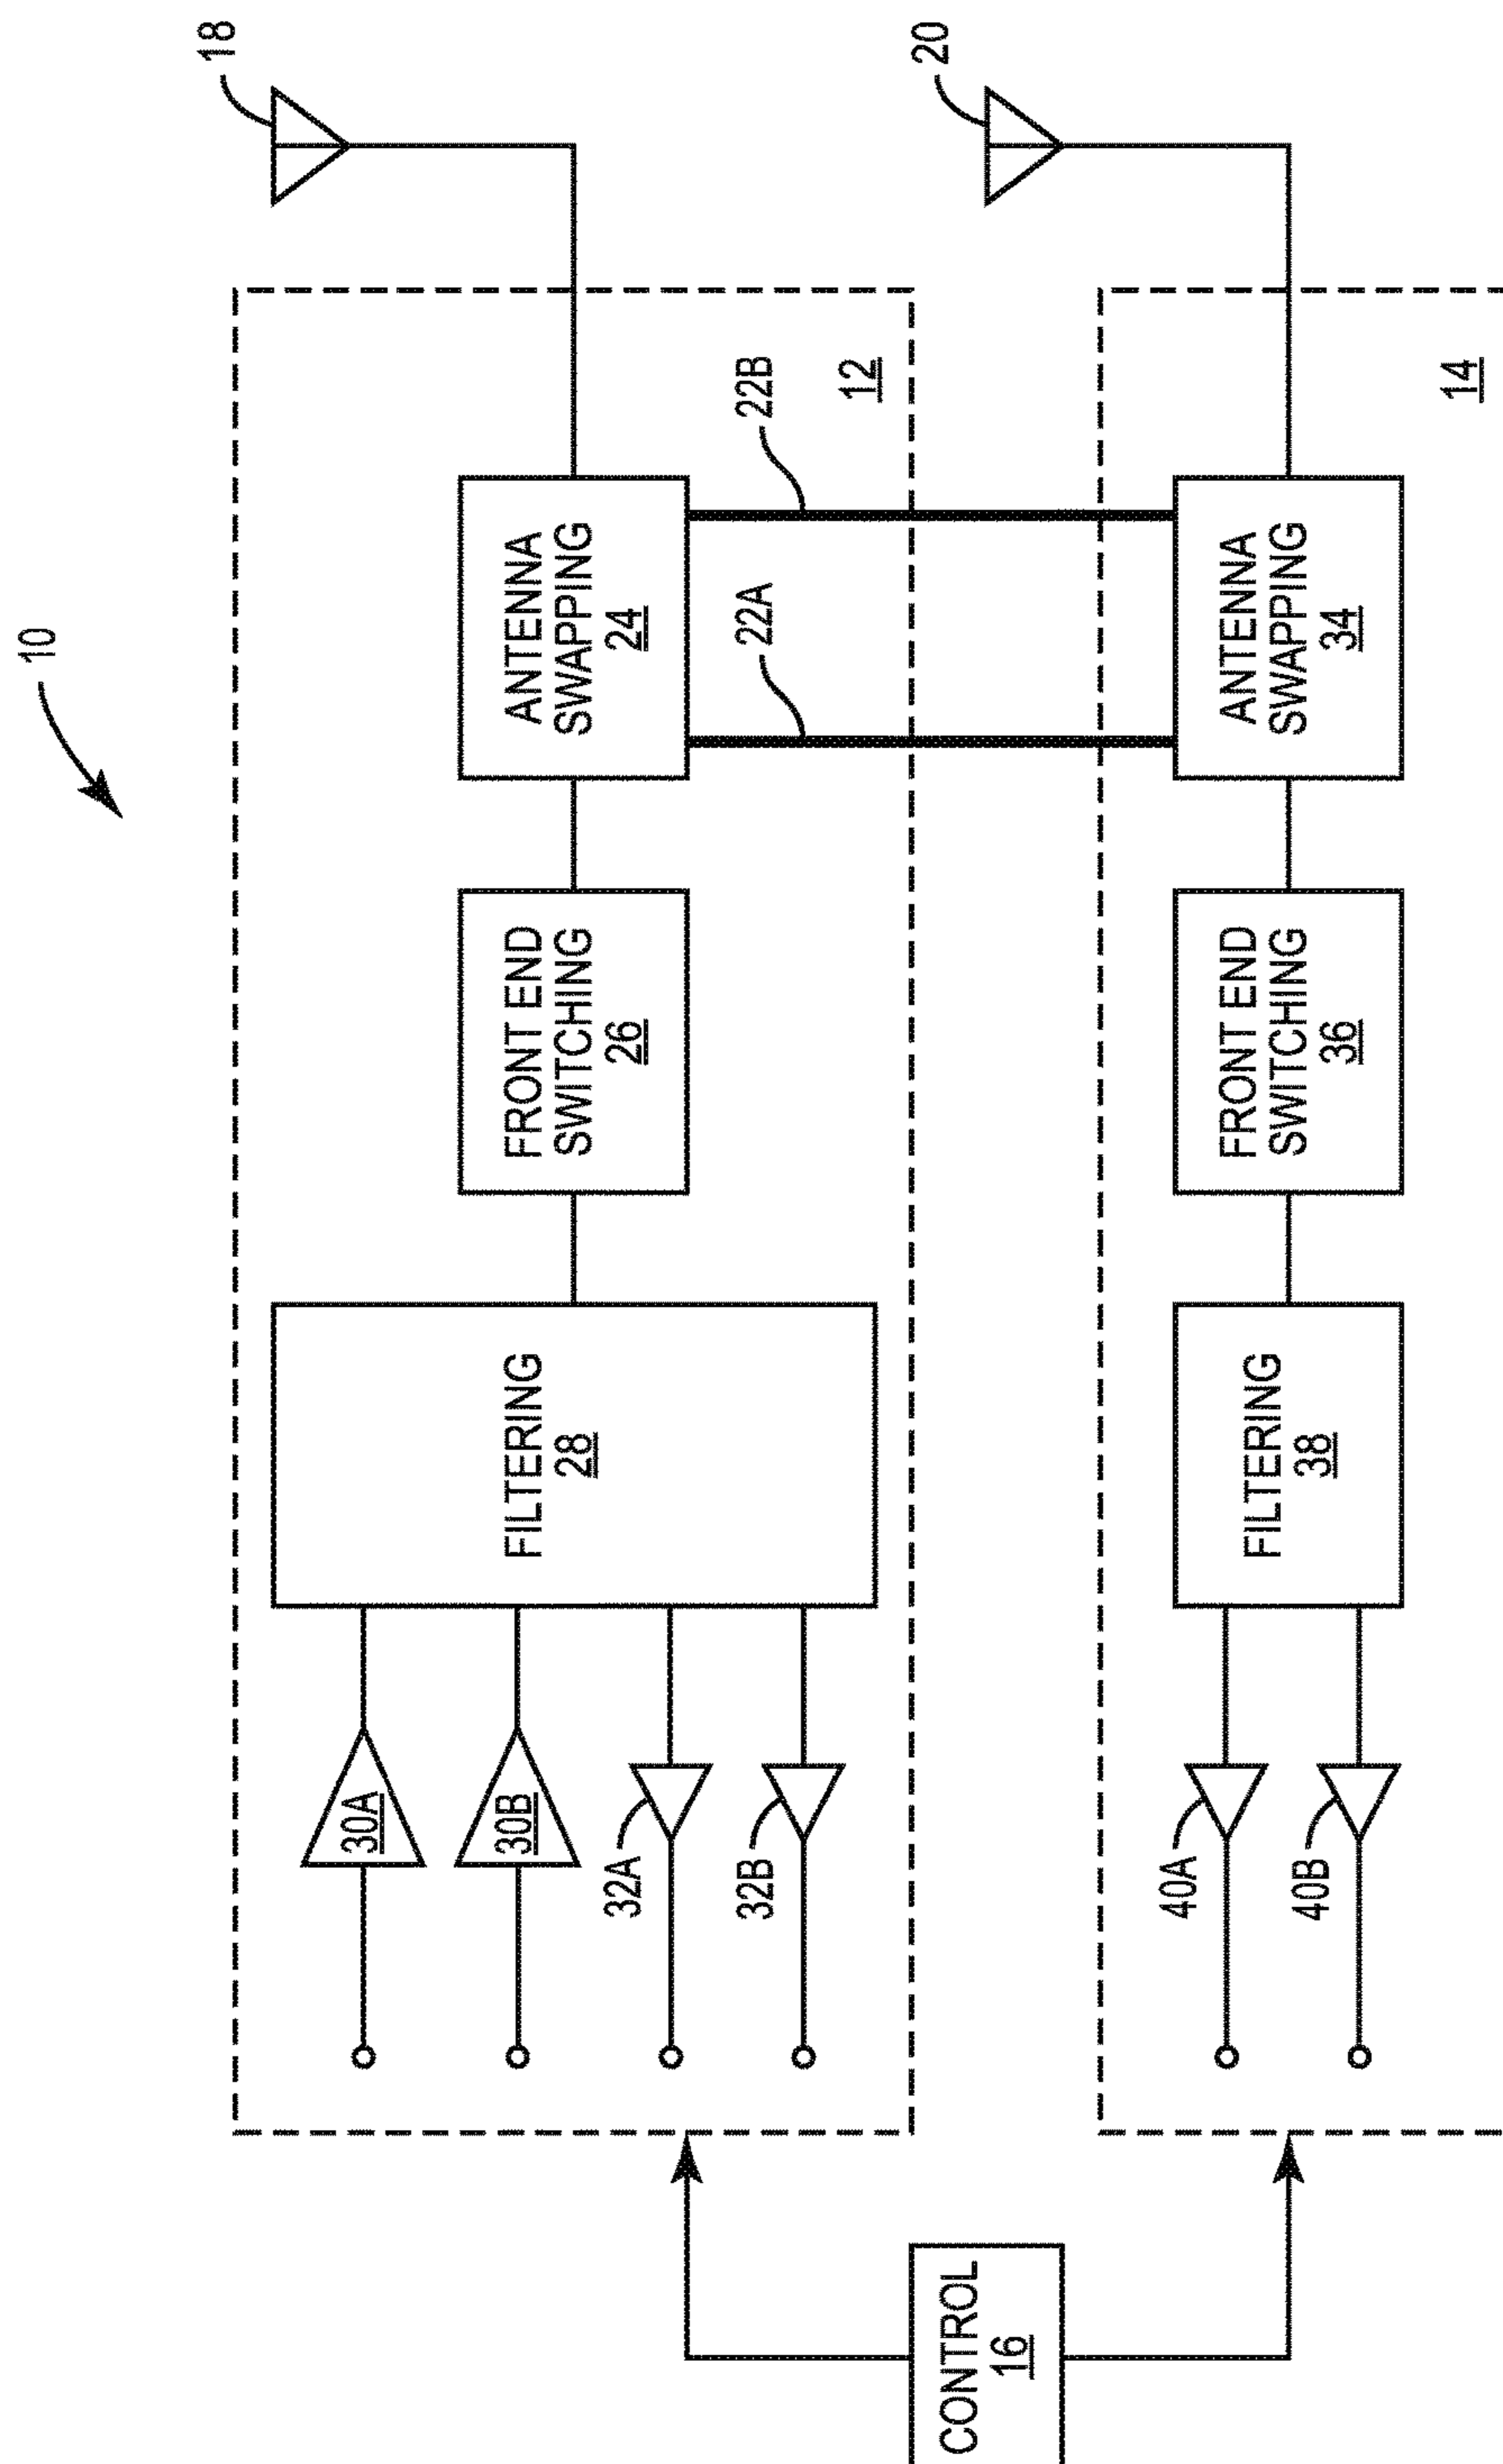 10
18
ANTENNA
SWAPPING
24
FRONT END
SWITCHING
26
FILTERING
28
30A
30B
32A
32B
22A
22B
12
CONTROL
16
20
ANTENNA
SWAPPING
34
FRONT END
SWITCHING
36
FILTERING
38
40A
40B
14